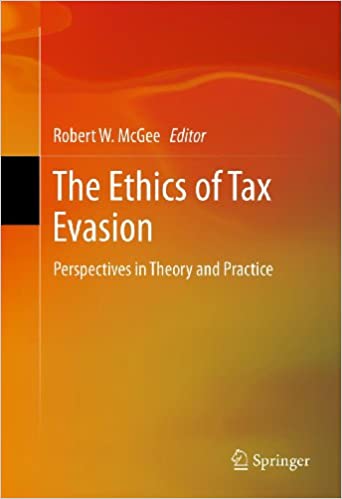 Robert W. McGee Editor
The Ethics of Tax
Evasion
Perspectives in Theory and Practice
Springer